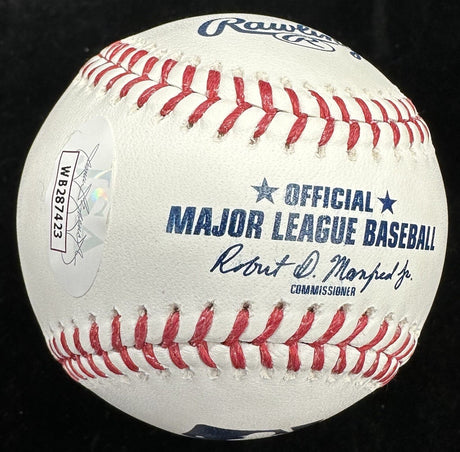 Rawlings
★ OFFICIAL ★
MAJOR LEAGUE BASEBALL
Robert D. Manfred Jr.
COMMISSIONER
WB287423